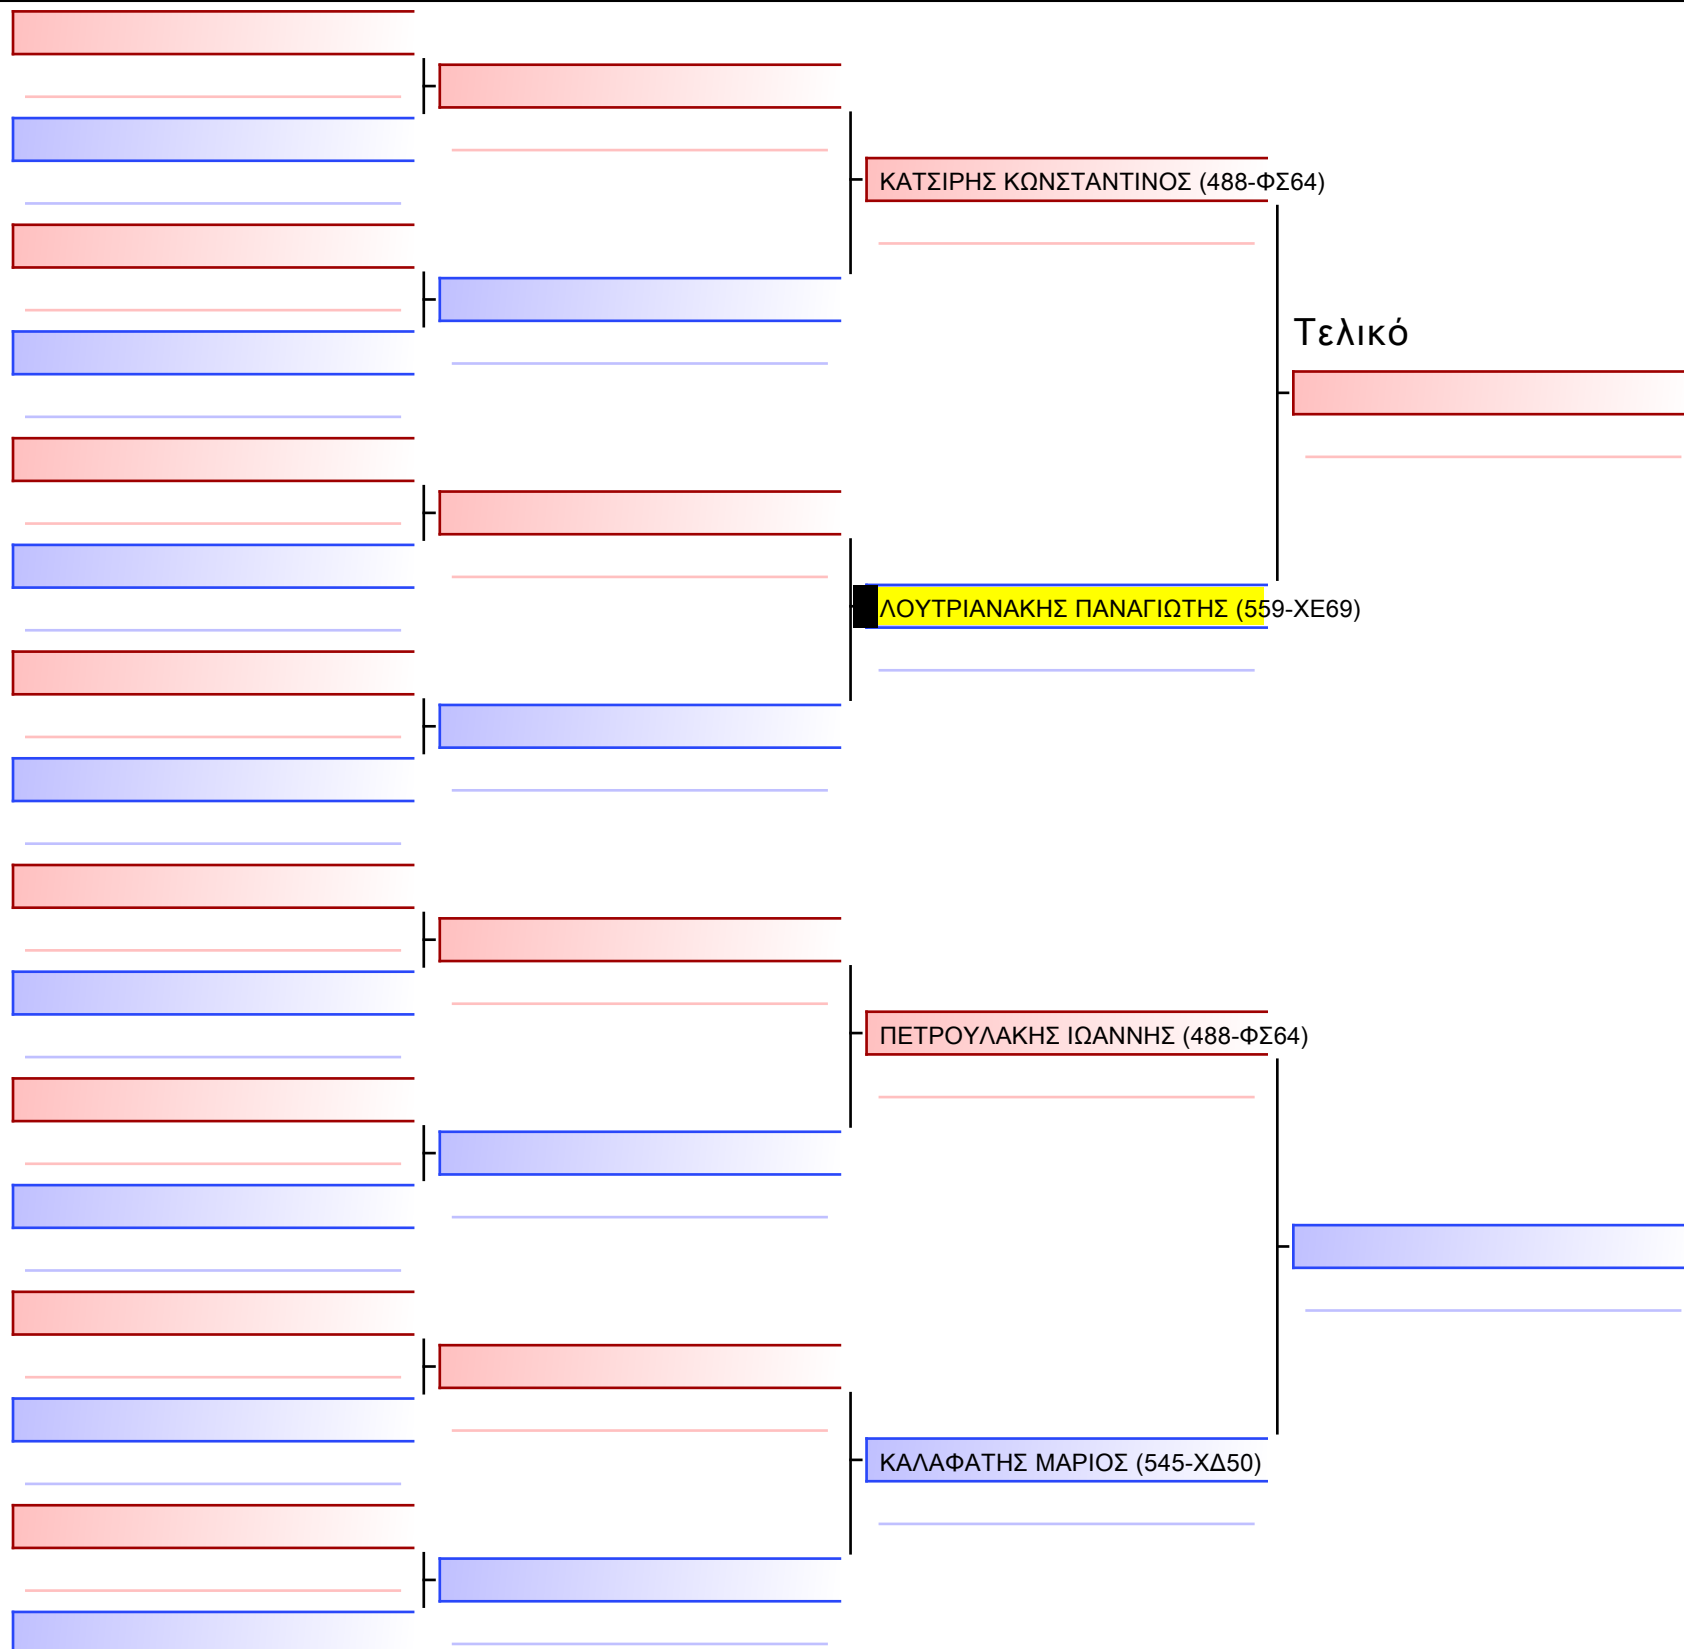 ΚΑΤΣΙΡΗΣ ΚΩΝΣΤΑΝΤΙΝΟΣ (488-ΦΣ64)
Τελικό
ΛΟΥΤΡΙΑΝΑΚΗΣ ΠΑΝΑΓΙΩΤΗΣ (559-ΧΕ69)
ΠΕΤΡΟΥΛΑΚΗΣ ΙΩΑΝΝΗΣ (488-ΦΣ64)
ΚΑΛΑΦΑΤΗΣ ΜΑΡΙΟΣ (545-ΧΔ50)